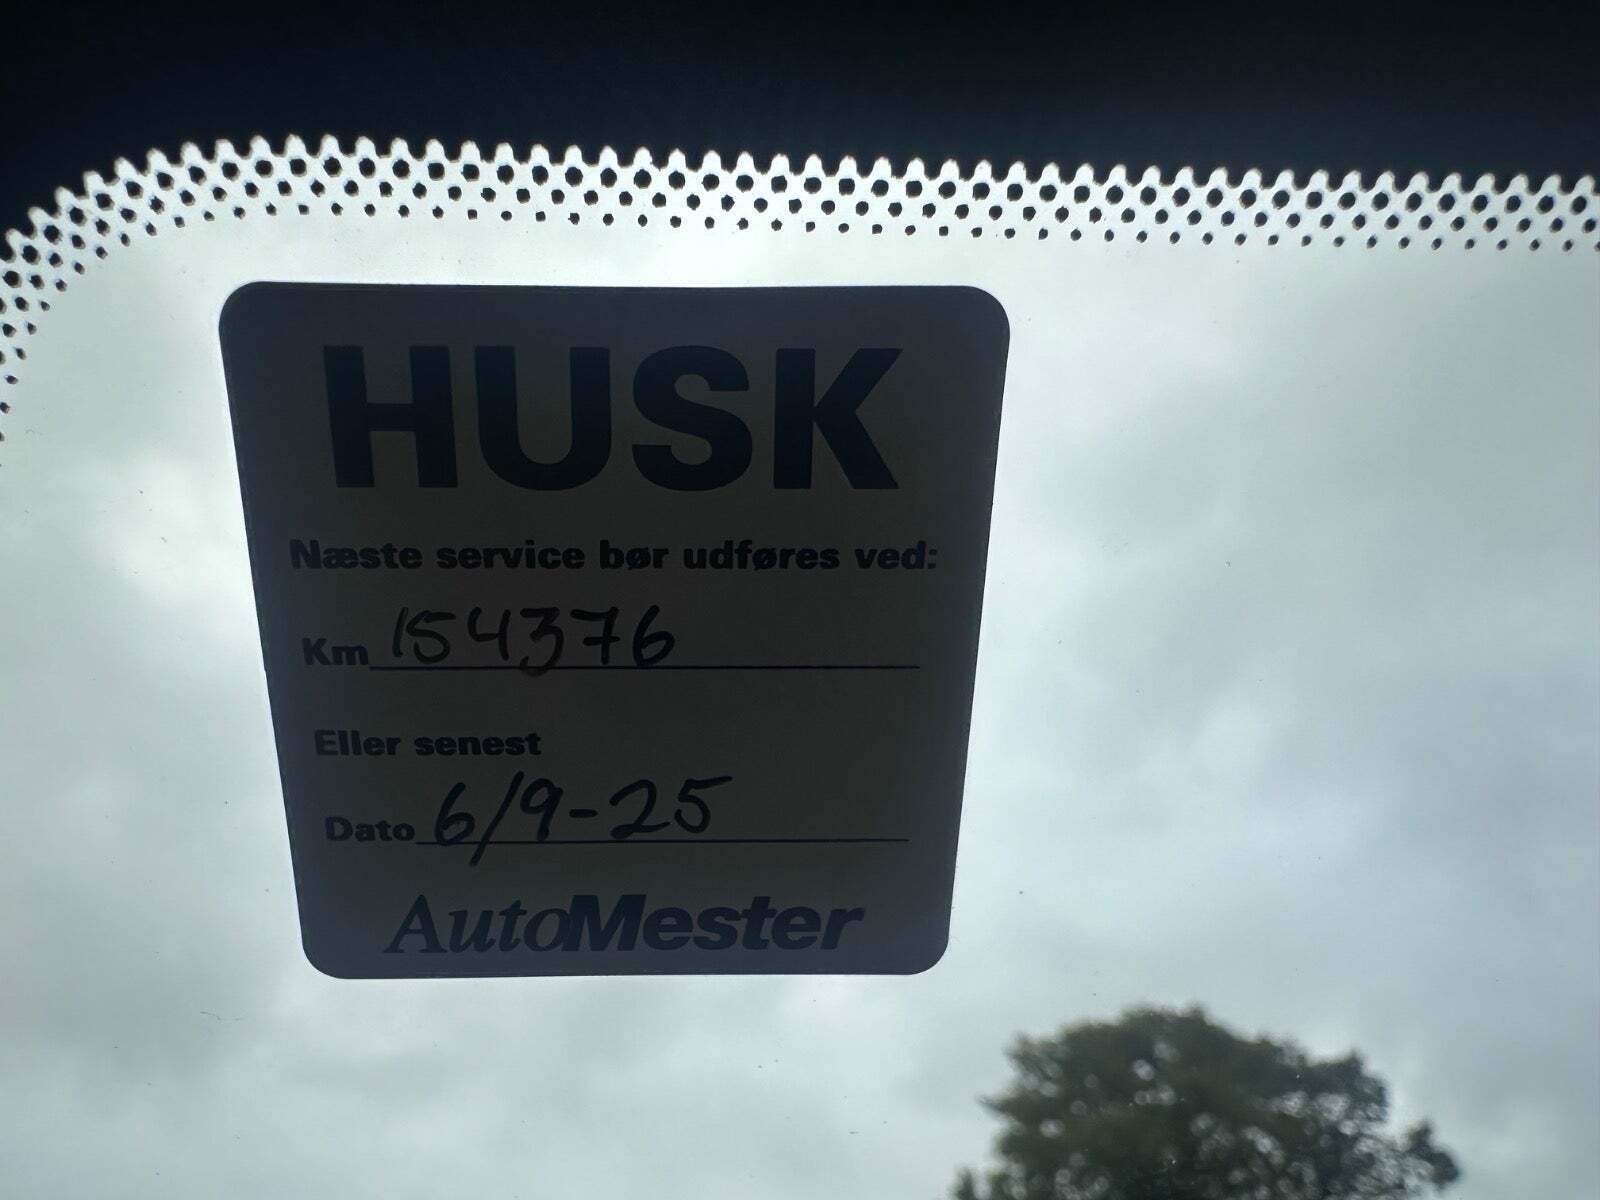 HUSK
Næste service bør udføres ved:
Km 154376
Eller senest
Dato 6/9-25
AutoMester